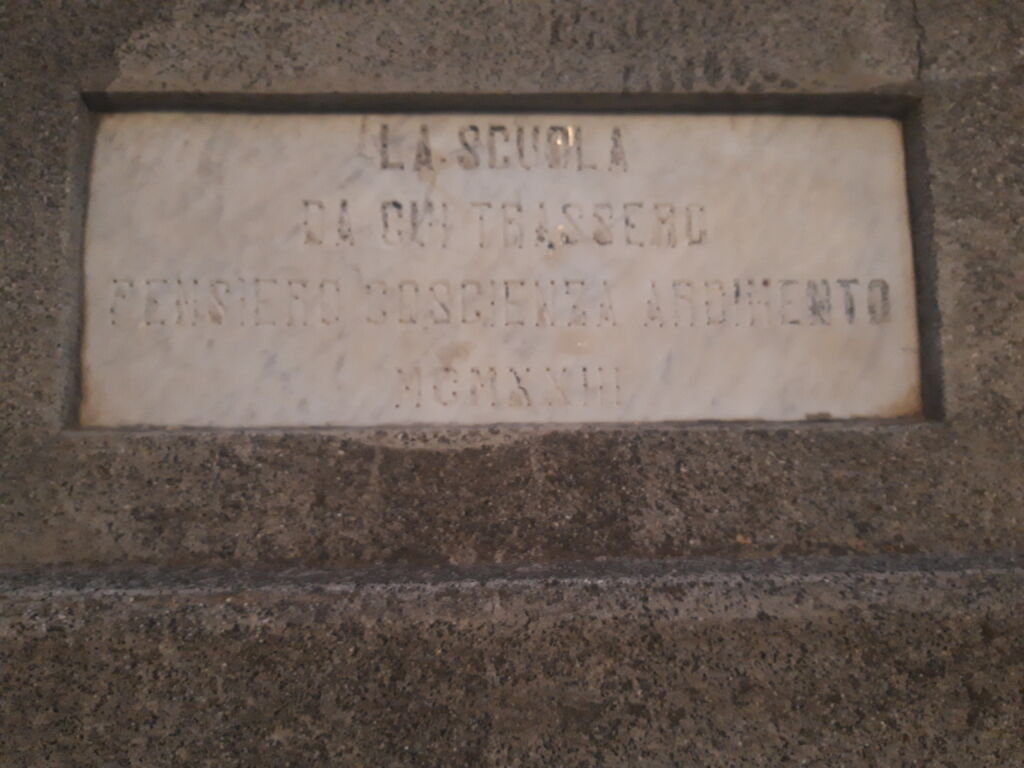 LA SCUOLA
DA CUI TRASSERO
PENSIERO COSCIENZA ARDIMENTO
MCMXXIII